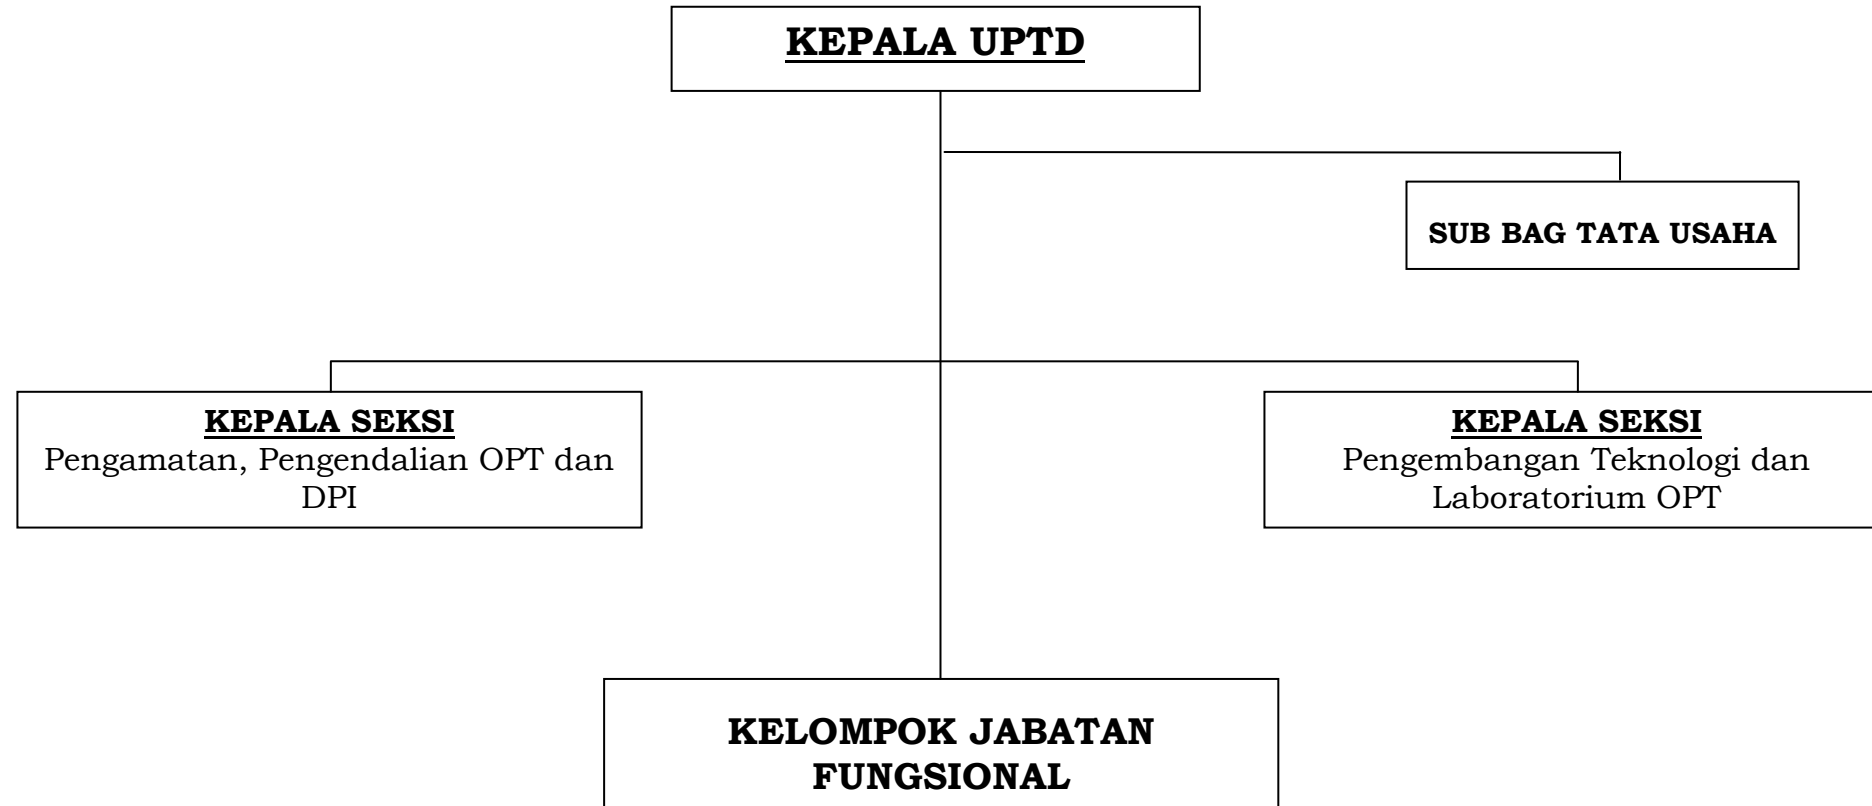 KEPALA UPTD
SUB BAG TATA USAHA
KEPALA SEKSI
Pengamatan, Pengendalian OPT dan
DPI
KEPALA SEKSI
Pengembangan Teknologi dan
Laboratorium OPT
KELOMPOK JABATAN
FUNGSIONAL